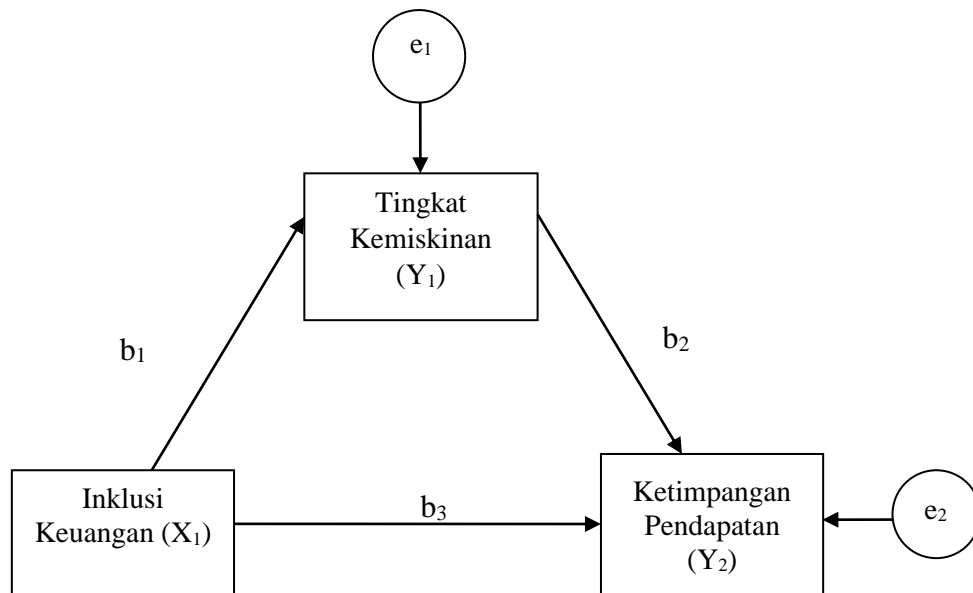 e₁
Tingkat
Kemiskinan
(Y₁)
b₁
b₂
Inklusi
Keuangan (X₁)
b₃
Ketimpangan
Pendapatan
(Y₂)
e₂